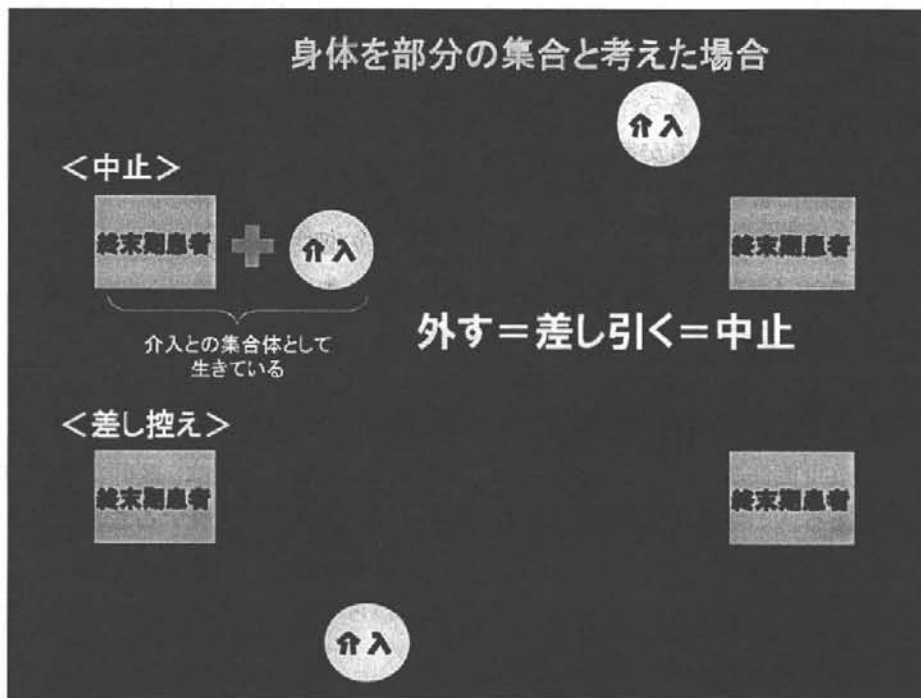 身体を部分の集合と考えた場合
介入
<中止>
終末期患者
介入
終末期患者
介入との集合体として
生きている
外す=差し引く=中止
<差し控え>
終末期患者
終末期患者
介入